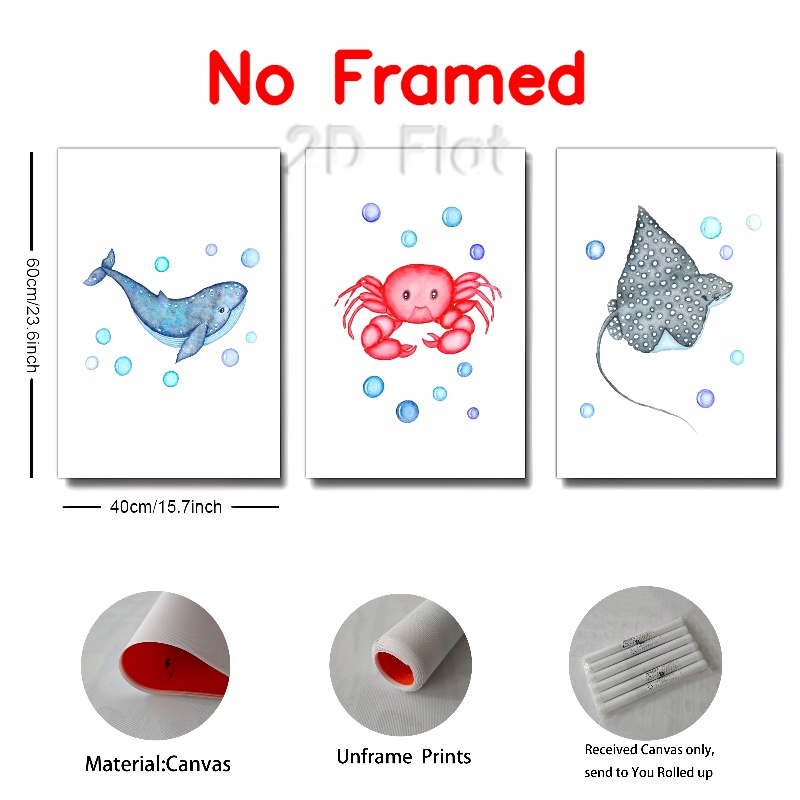 No Framed
2D Flat
60cm/23.6inch
40cm/15.7inch
Material:Canvas
Unframe Prints
Received Canvas only,
send to You Rolled up